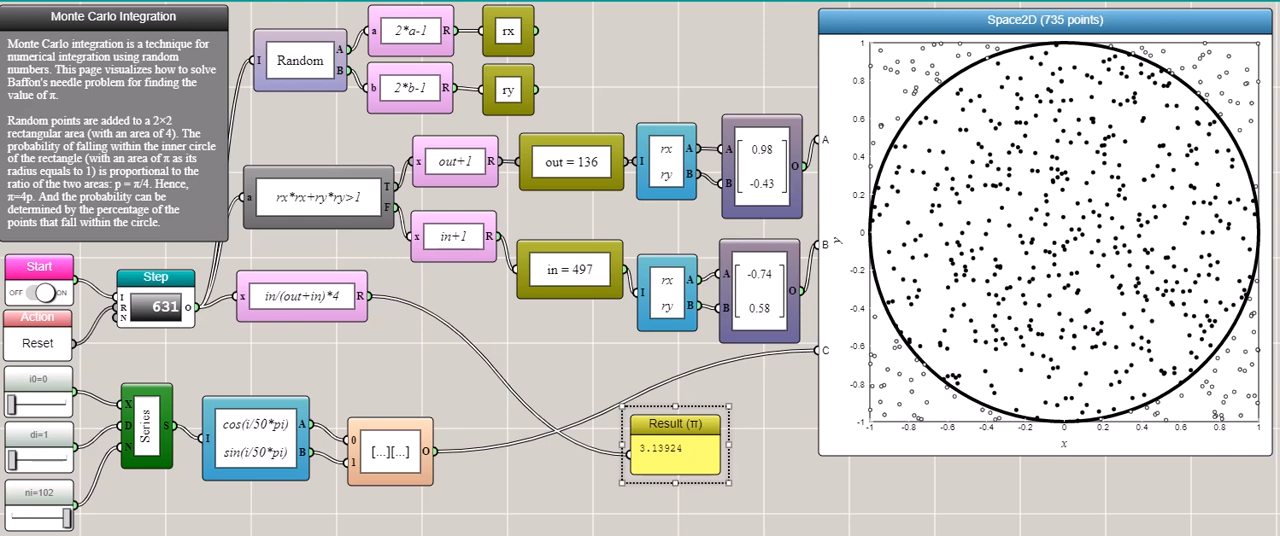 Monte Carlo Integration
Monte Carlo integration is a technique for
numerical integration using random
numbers. This page visualizes how to solve
Baffon's needle problem for finding the
value of π.
Random points are added to a 2×2
rectangular area (with an area of 4). The
probability of falling within the inner circle
of the rectangle (with an area of π as its
radius equals to 1) is proportional to the
ratio of the two areas: p = π/4. Hence,
π=4p. And the probability can be
determined by the percentage of the
points that fall within the circle.
I Random A B
a 2*a-1 R
rx
b 2*b-1 R
ry
a rx*rx+ry*ry>1 T F
x out+1 R
out = 136
I rx ry A B
A B 0.98 -0.43 O
x in+1 R
in = 497
I rx ry A B
A B -0.74 0.58 O
Start
OFF ON
Action
Reset
Step
I R N 631 O
x in/(out+in)*4 R
i0=0
di=1
ni=102
X D N Series S
I cos(i/50*pi) A
sin(i/50*pi) B
0 1 [...][...] O
Result (π)
3.13924
Space2D (735 points)
A
B
C
y
1
0.8
0.6
0.4
0.2
0
-0.2
-0.4
-0.6
-0.8
-1
-1 -0.8 -0.6 -0.4 -0.2 0 0.2 0.4 0.6 0.8 1
x